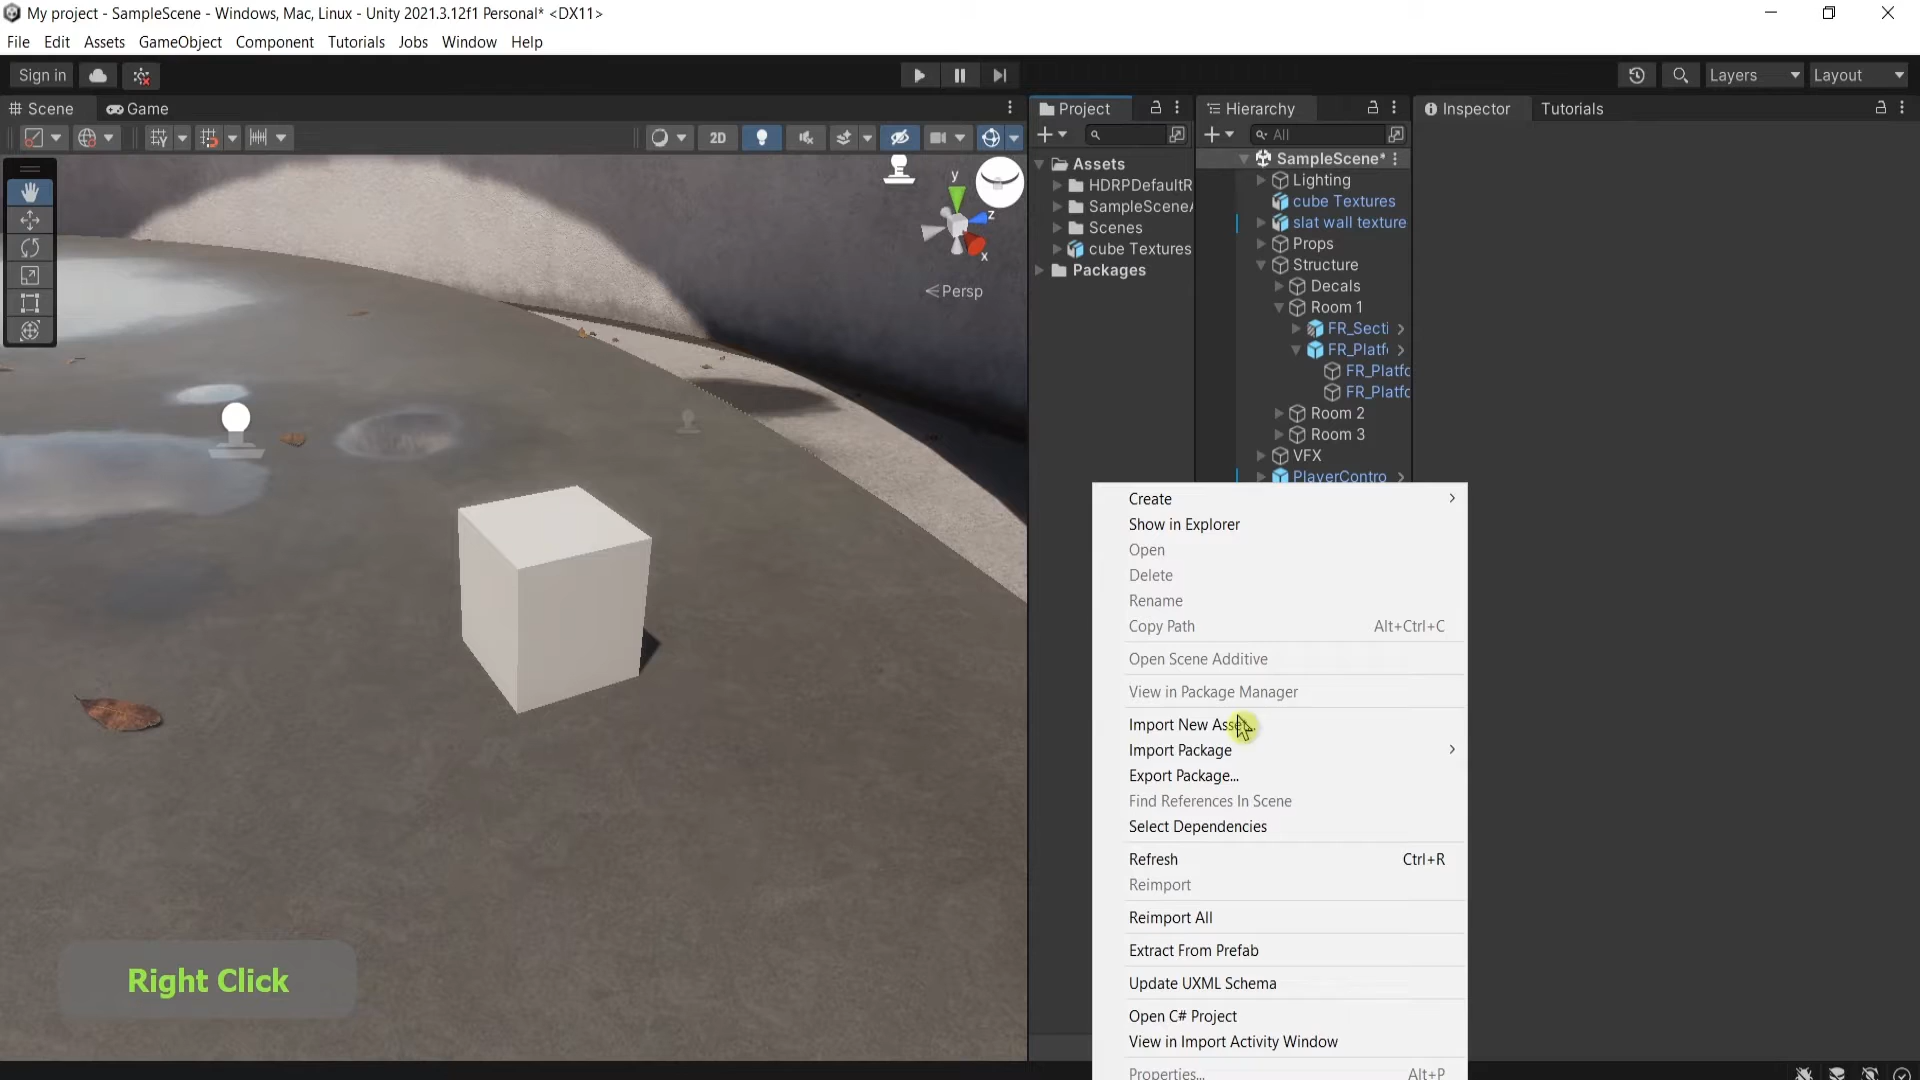 My project - SampleScene - Windows, Mac, Linux - Unity 2021.3.12f1 Personal* <DX11>
File Edit Assets GameObject Component Tutorials Jobs Window Help
Sign in
Layers
Layout
Scene
Game
Project
Hierarchy
Inspector
Tutorials
2D
All
y
z
x
Persp
Assets
HDRPDefaultR
SampleSceneA
Scenes
cube Textures
Packages
SampleScene*
Lighting
cube Textures
slat wall texture
Props
Structure
Decals
Room 1
FR_Secti
FR_Platf
FR_Platfo
FR_Platfo
Room 2
Room 3
VFX
PlayerContro
Create
Show in Explorer
Open
Delete
Rename
Copy Path Alt+Ctrl+C
Open Scene Additive
View in Package Manager
Import New Asset...
Import Package
Export Package...
Find References In Scene
Select Dependencies
Refresh Ctrl+R
Reimport
Reimport All
Extract From Prefab
Update UXML Schema
Open C# Project
View in Import Activity Window
Properties... Alt+P
Right Click